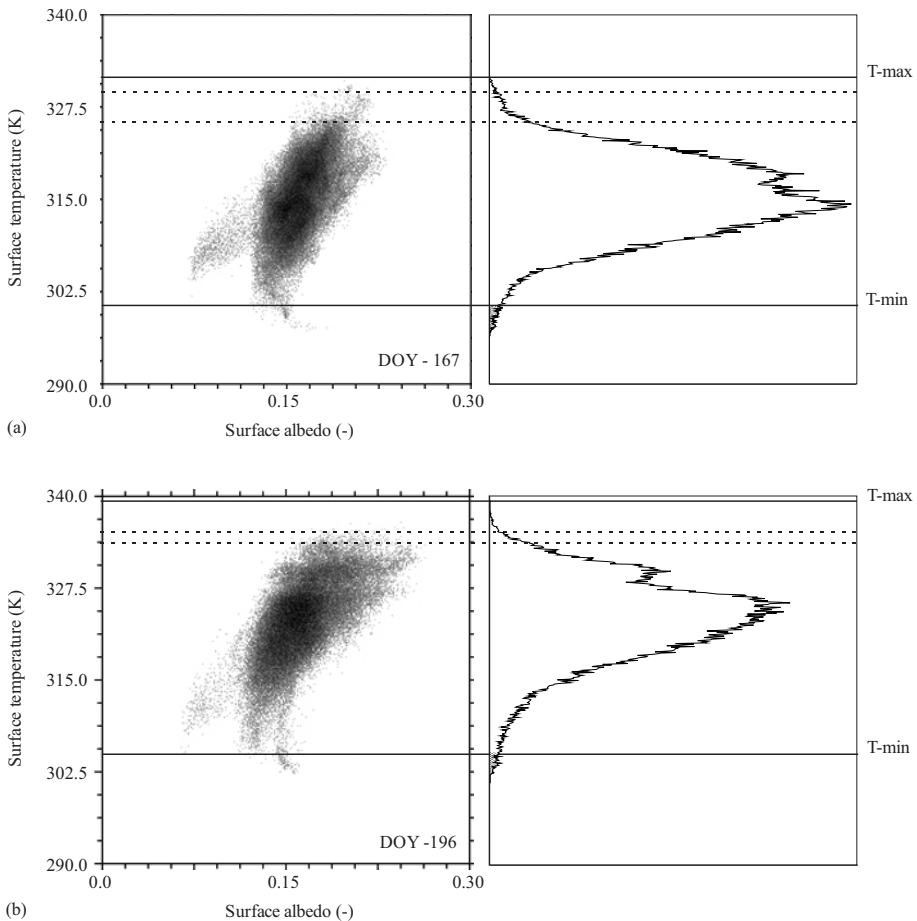 340.0
T-max
327.5
Surface temperature (K)
315.0
302.5
T-min
DOY - 167
290.0
0.0 0.15 0.30
(a)
Surface albedo (-)
340.0
T-max
327.5
Surface temperature (K)
315.0
302.5
T-min
DOY -196
290.0
0.0 0.15 0.30
(b)
Surface albedo (-)